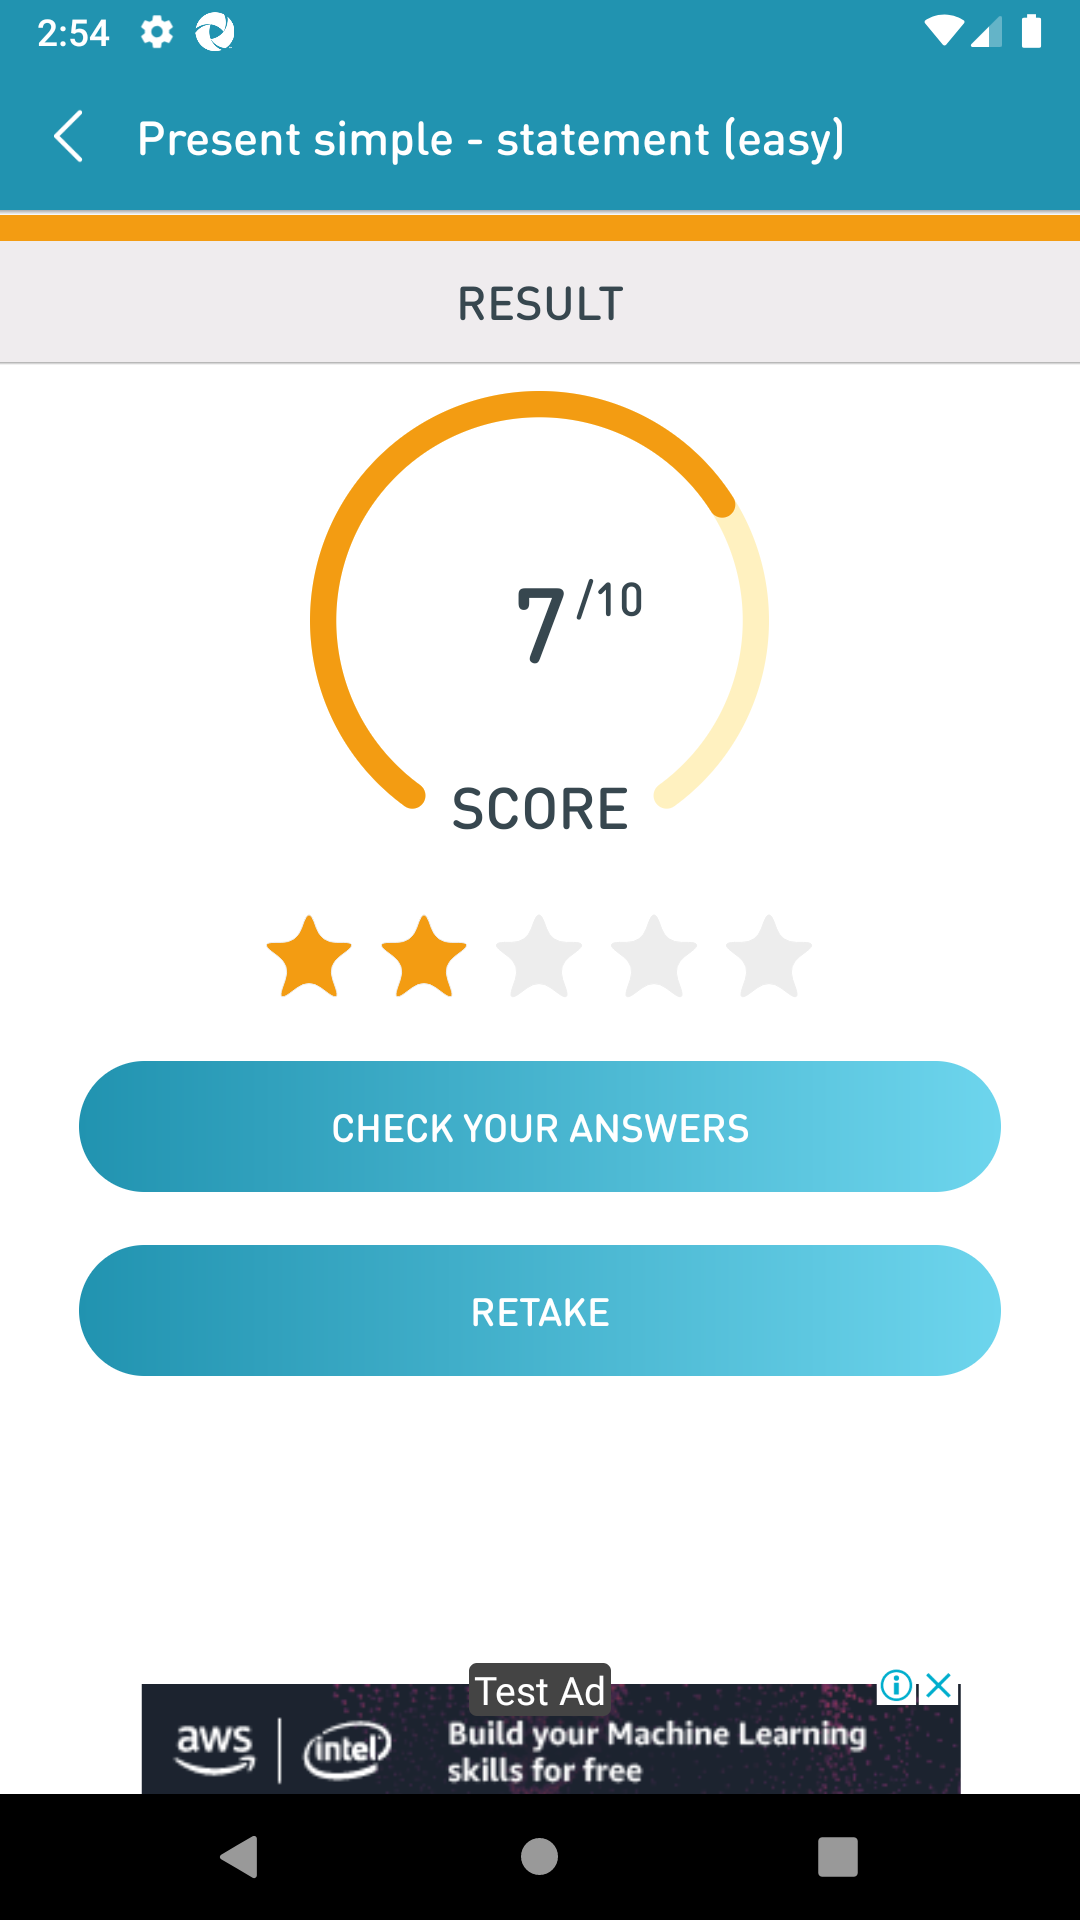 2:54
Present simple - statement (easy)
RESULT
7/10
SCORE
CHECK YOUR ANSWERS
RETAKE
Test Ad
aws
intel
Build your Machine Learning
skills for free